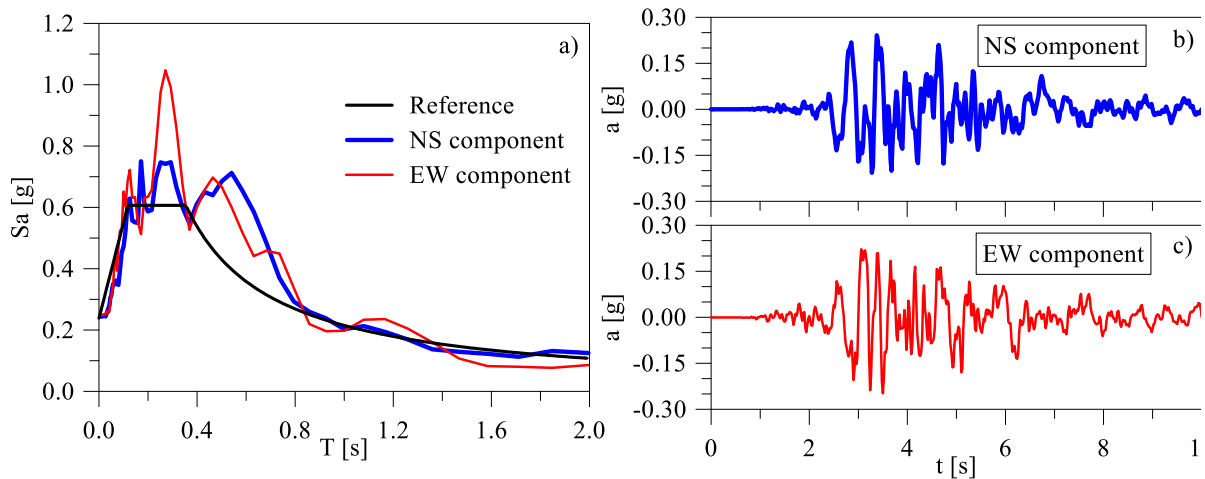 a)
1.2
1.0
0.8
0.6
0.4
0.2
0.0
Sa [g]
Reference
NS component
EW component
0.0 0.4 0.8 1.2 1.6 2.0
T [s]
b)
NS component
0.30
0.15
0.00
-0.15
-0.30
a [g]
c)
EW component
0.30
0.15
0.00
-0.15
-0.30
a [g]
0 2 4 6 8 1
t [s]